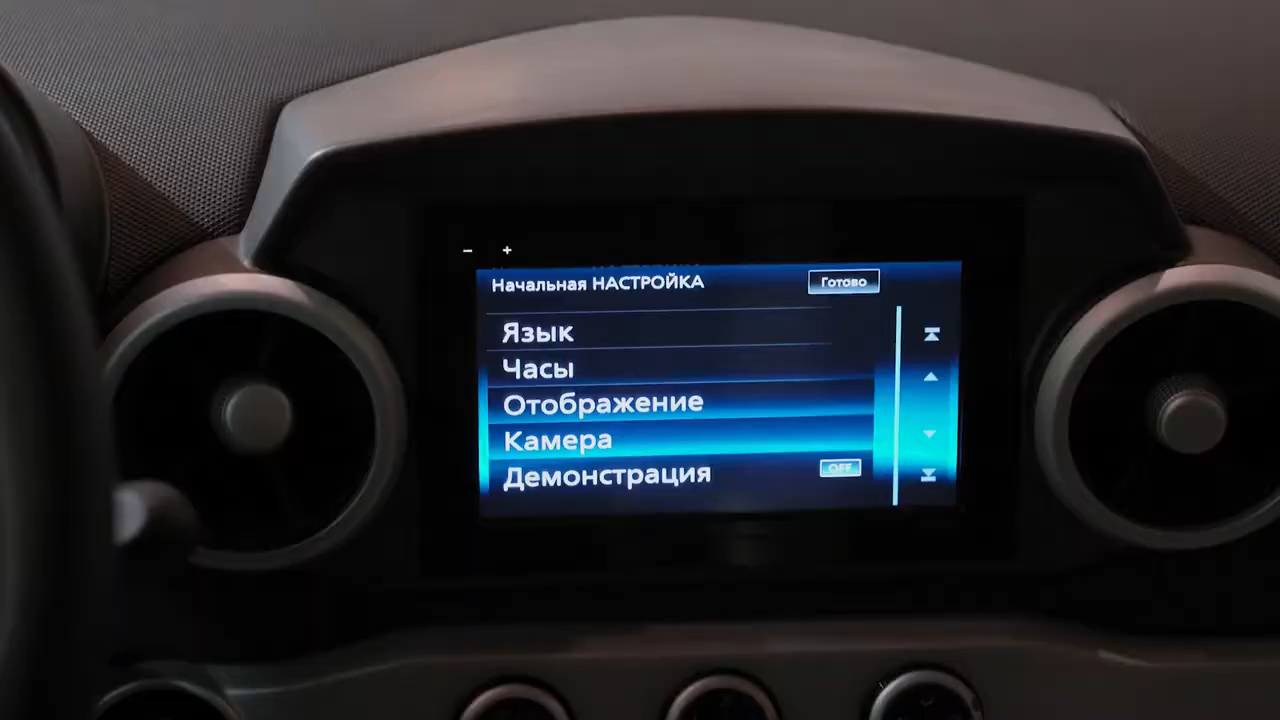 − +
Начальная НАСТРОЙКА Готово
Язык
Часы
Отображение
Камера
Демонстрация OFF